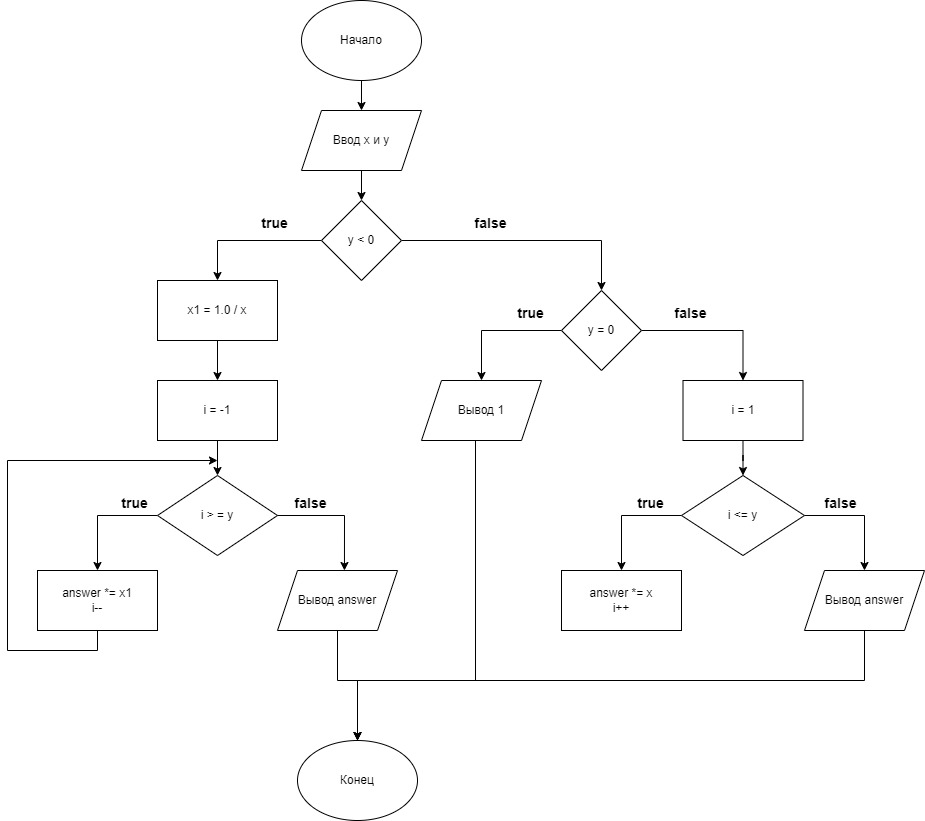 Начало
Ввод x и y
true
false
y < 0
x1 = 1.0 / x
true
false
y = 0
i = -1
Вывод 1
i = 1
true
false
i > = y
true
false
i <= y
answer *= x1
i--
Вывод answer
answer *= x
i++
Вывод answer
Конец